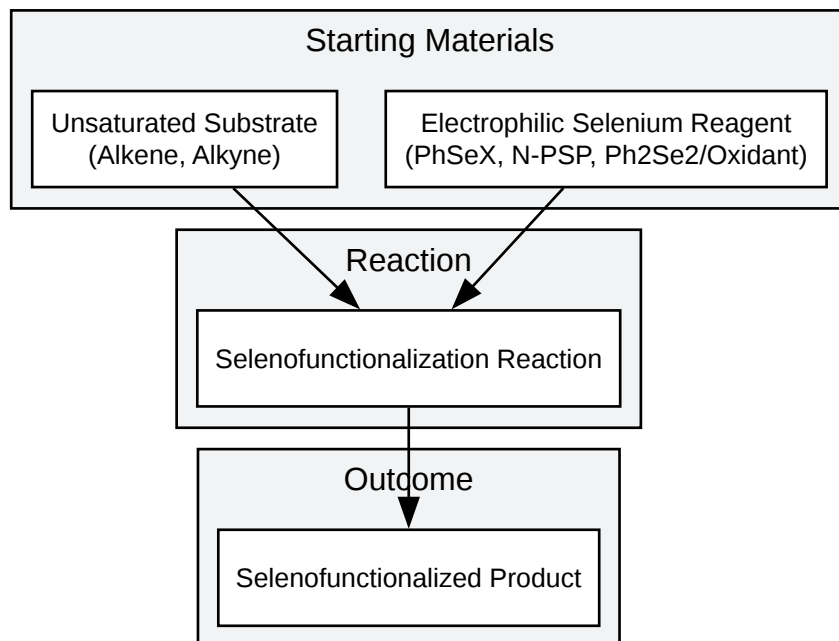 Starting Materials
Unsaturated Substrate
(Alkene, Alkyne)
Electrophilic Selenium Reagent
(PhSeX, N-PSP, Ph2Se2/Oxidant)
Reaction
Selenofunctionalization Reaction
Outcome
Selenofunctionalized Product